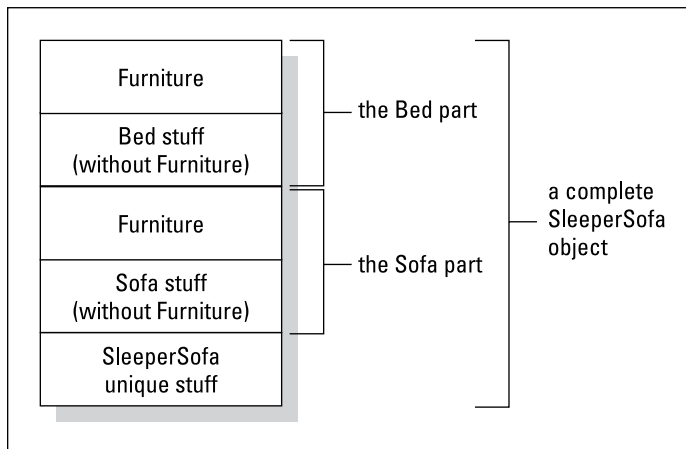 Furniture
Bed stuff
(without Furniture)
Furniture
Sofa stuff
(without Furniture)
SleeperSofa
unique stuff
the Bed part
the Sofa part
a complete
SleeperSofa
object